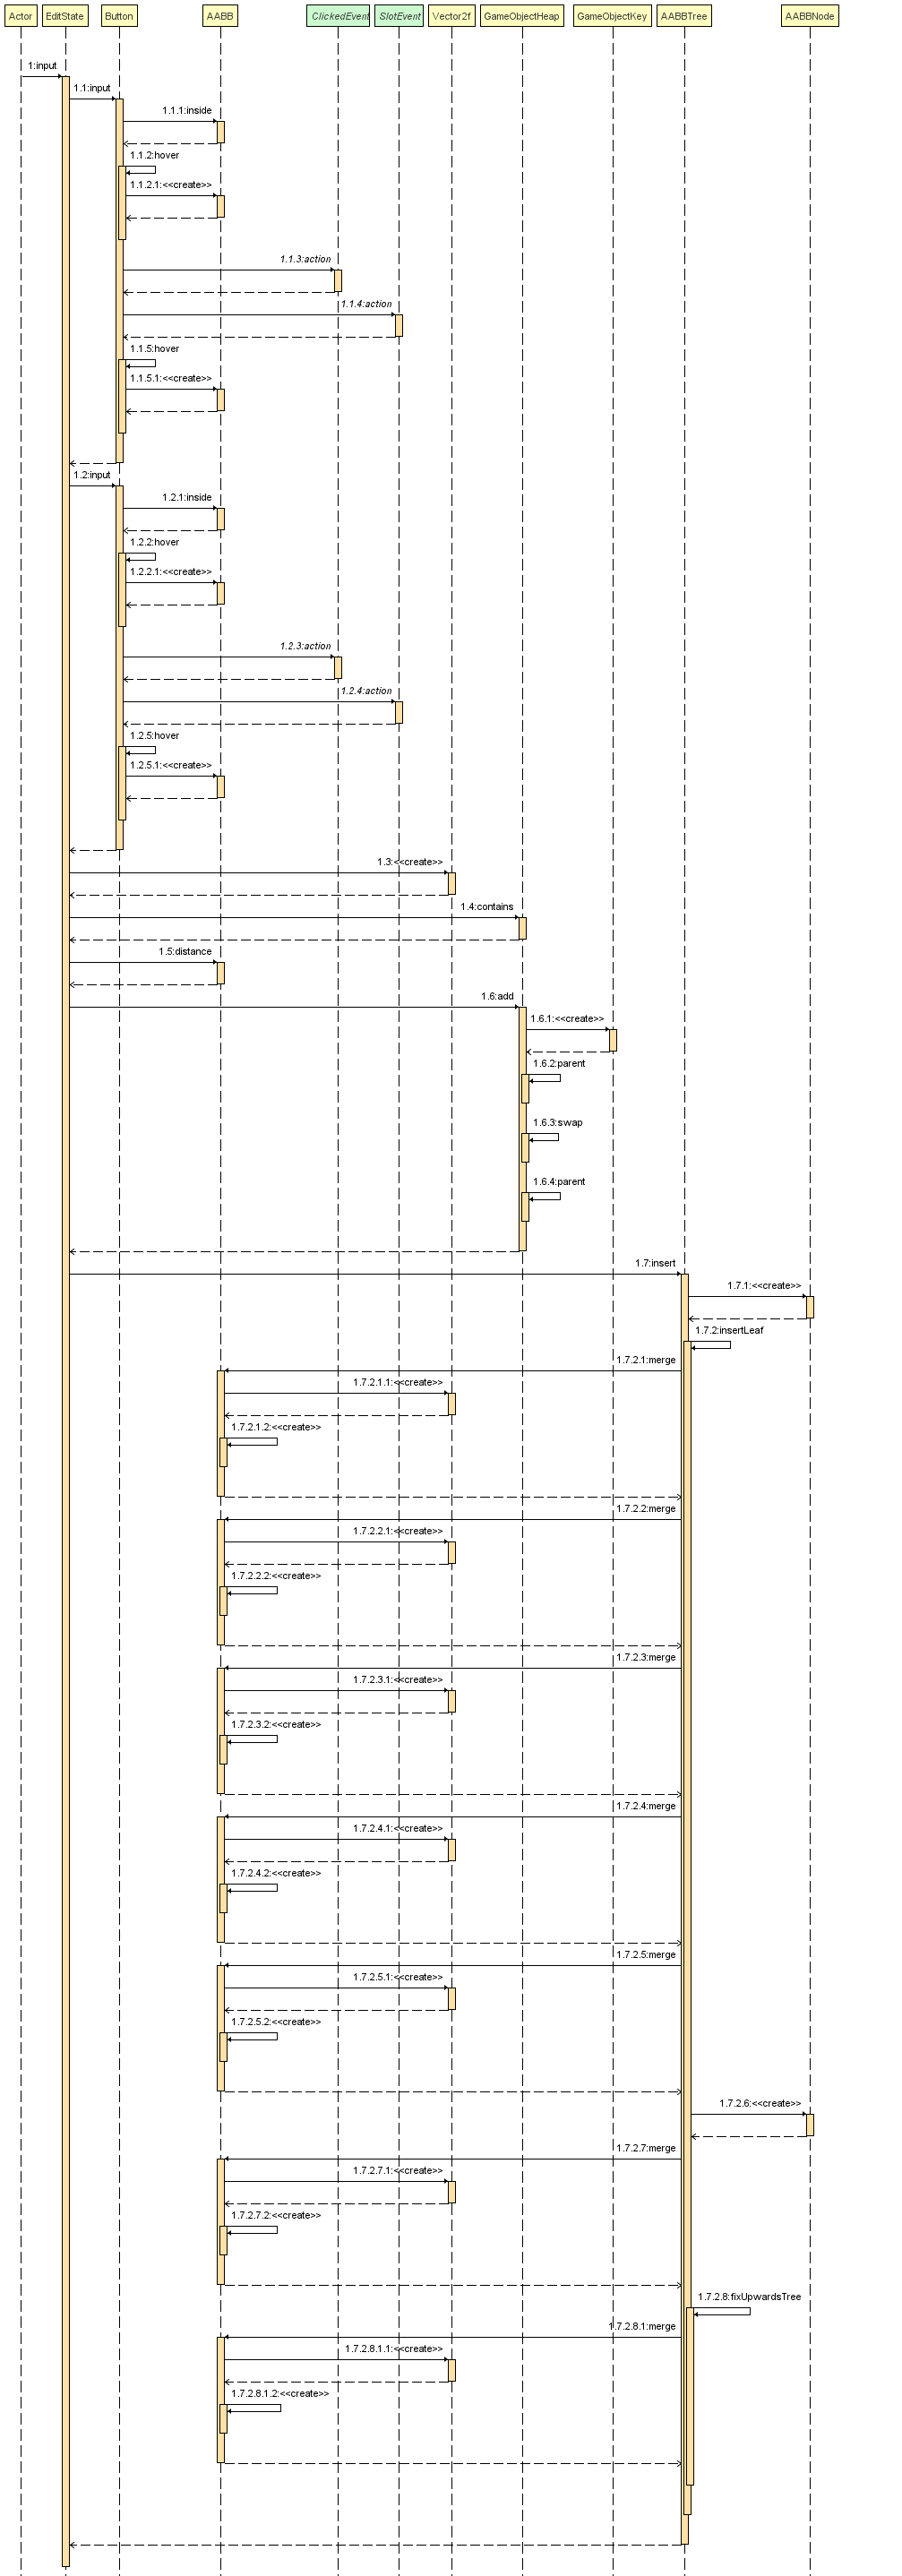 Actor EditState Button AABB ClickedEvent SlotEvent Vector2f GameObjectHeap GameObjectKey AABBTree AABBNode
1:input
1.1:input
1.1.1:inside
1.1.2:hover
1.1.2.1:<<create>>
1.1.3:action
1.1.4:action
1.1.5:hover
1.1.5.1:<<create>>
1.2:input
1.2.1:inside
1.2.2:hover
1.2.2.1:<<create>>
1.2.3:action
1.2.4:action
1.2.5:hover
1.2.5.1:<<create>>
1.3:<<create>>
1.4:contains
1.5:distance
1.6:add
1.6.1:<<create>>
1.6.2:parent
1.6.3:swap
1.6.4:parent
1.7:insert
1.7.1:<<create>>
1.7.2:insertLeaf
1.7.2.1:merge
1.7.2.1.1:<<create>>
1.7.2.1.2:<<create>>
1.7.2.2:merge
1.7.2.2.1:<<create>>
1.7.2.2.2:<<create>>
1.7.2.3:merge
1.7.2.3.1:<<create>>
1.7.2.3.2:<<create>>
1.7.2.4:merge
1.7.2.4.1:<<create>>
1.7.2.4.2:<<create>>
1.7.2.5:merge
1.7.2.5.1:<<create>>
1.7.2.5.2:<<create>>
1.7.2.6:<<create>>
1.7.2.7:merge
1.7.2.7.1:<<create>>
1.7.2.7.2:<<create>>
1.7.2.8:fixUpwardsTree
1.7.2.8.1:merge
1.7.2.8.1.1:<<create>>
1.7.2.8.1.2:<<create>>